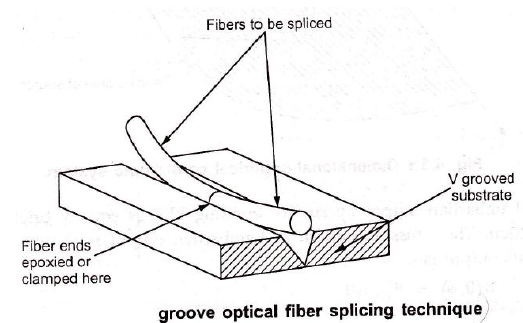 Fibers to be spliced
V grooved
substrate
Fiber ends
epoxied or
clamped here
groove optical fiber splicing technique)